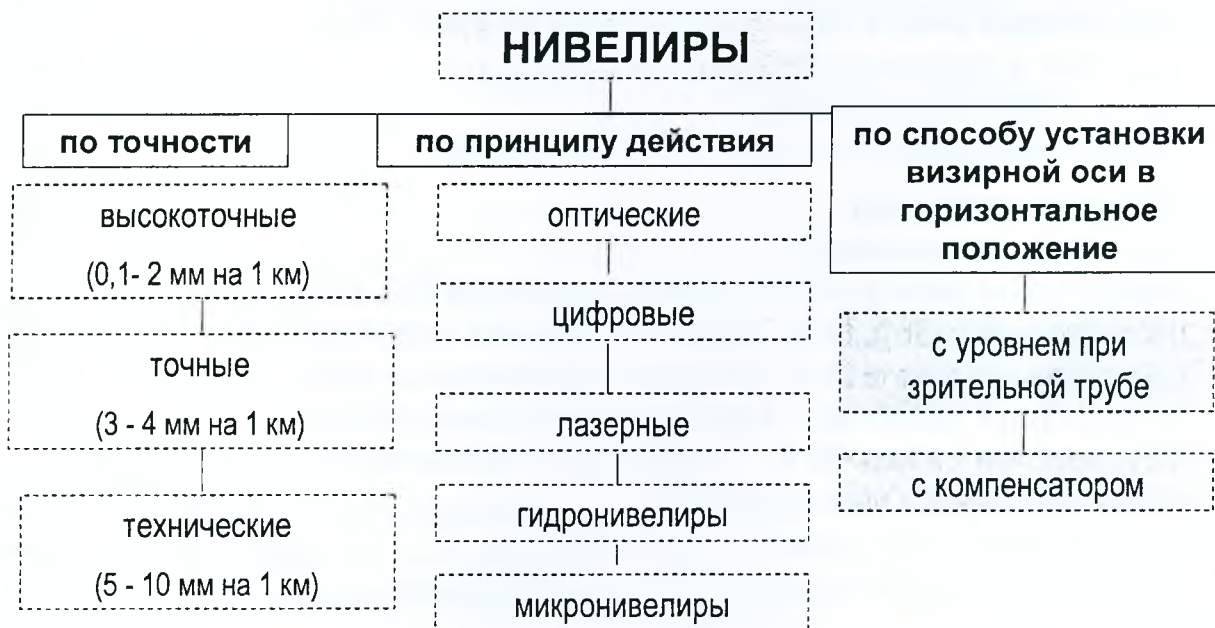 НИВЕЛИРЫ
по точности
высокоточные
(0,1- 2 мм на 1 км)
точные
(3 - 4 мм на 1 км)
технические
(5 - 10 мм на 1 км)
по принципу действия
оптические
цифровые
лазерные
гидронивелиры
микронивелиры
по способу установки
визирной оси в
горизонтальное
положение
с уровнем при
зрительной трубе
с компенсатором